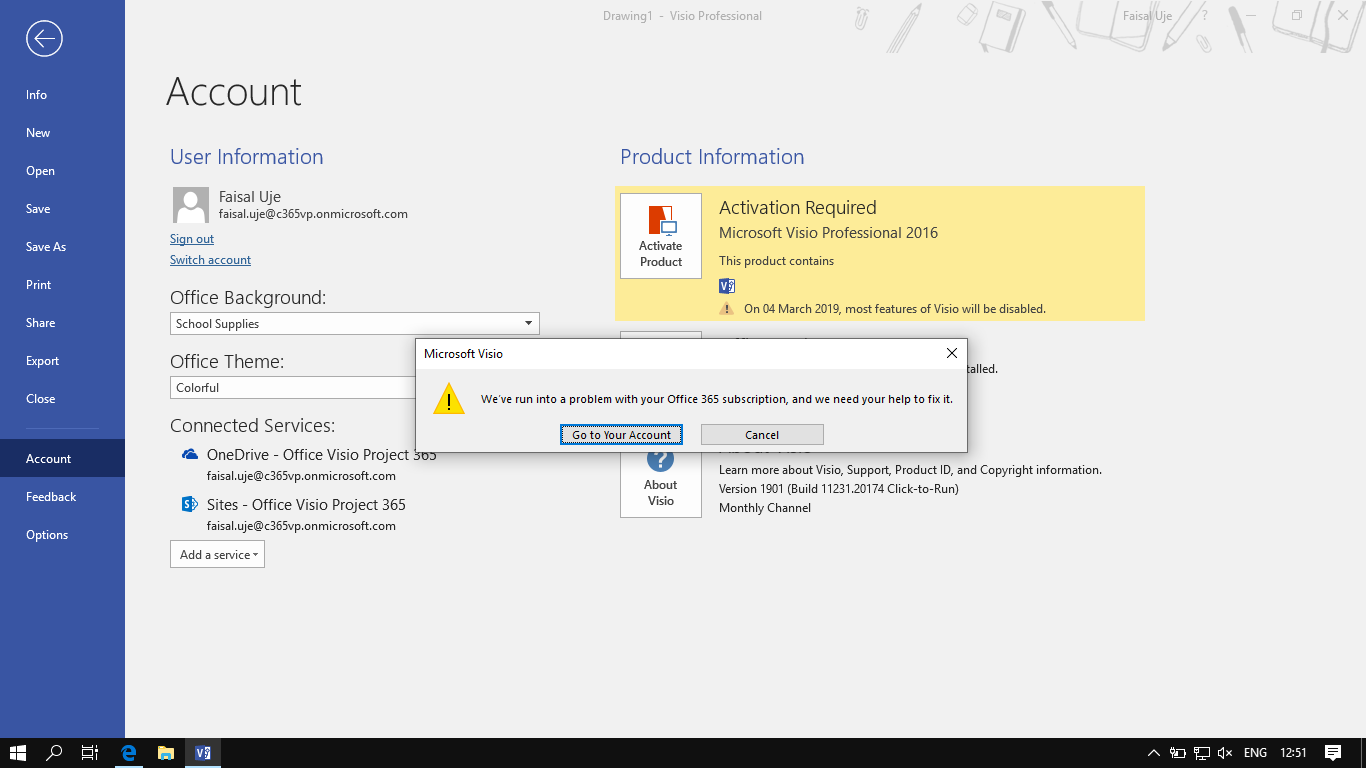 Drawing1 - Visio Professional
Faisal Uje
?
Account
Info
New
Open
Save
Save As
Print
Share
Export
Close
Account
Feedback
Options
User Information
Faisal Uje
faisal.uje@c365vp.onmicrosoft.com
Sign out
Switch account
Office Background:
School Supplies
Office Theme:
Colorful
Connected Services:
OneDrive - Office Visio Project 365
faisal.uje@c365vp.onmicrosoft.com
Sites - Office Visio Project 365
faisal.uje@c365vp.onmicrosoft.com
Add a service
Product Information
Activate
Product
Activation Required
Microsoft Visio Professional 2016
This product contains
On 04 March 2019, most features of Visio will be disabled.
Microsoft Visio
We've run into a problem with your Office 365 subscription, and we need your help to fix it.
Go to Your Account
Cancel
About
Visio
Learn more about Visio, Support, Product ID, and Copyright information.
Version 1901 (Build 11231.20174 Click-to-Run)
Monthly Channel
ENG
12:51